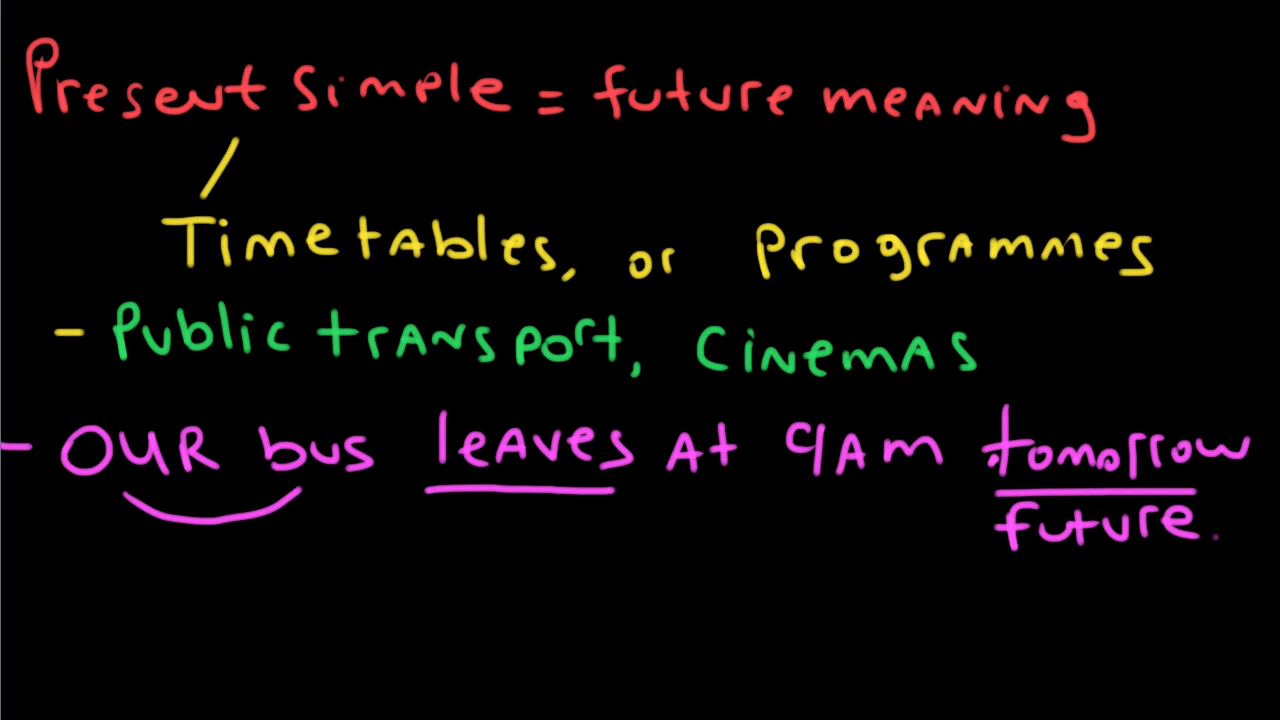 Present simple = future meaning
Timetables, or programmes
- Public transport, cinemas
- OUR bus leaves At 9Am tomorrow
future.